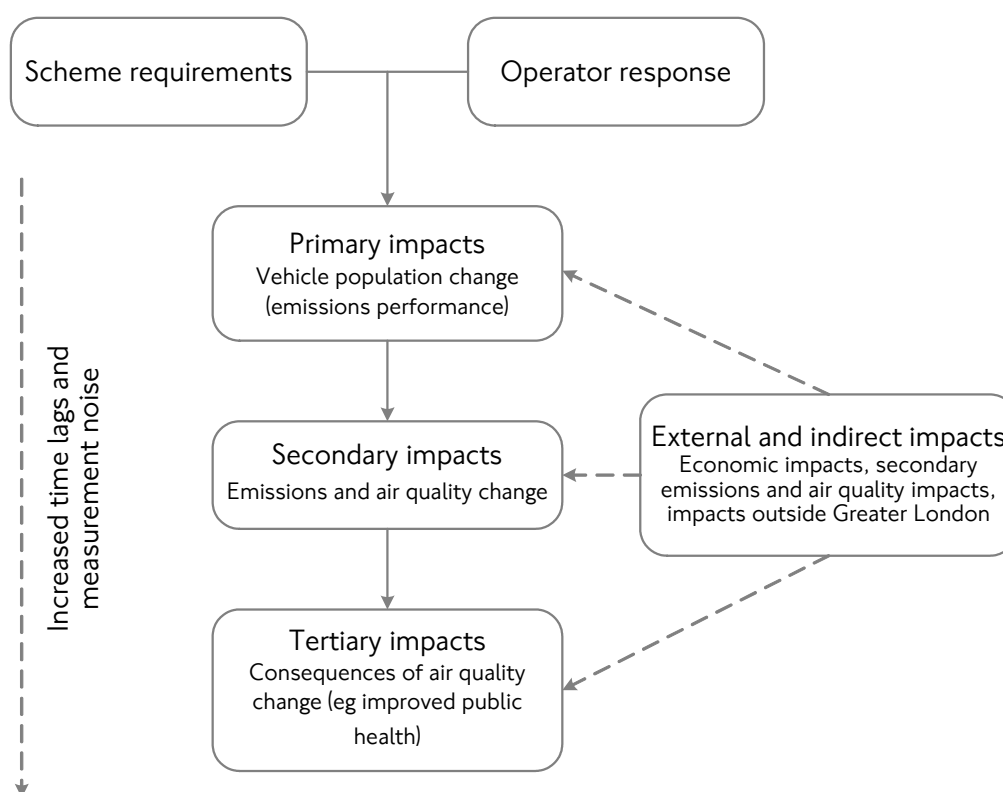 Scheme requirements
Operator response
Primary impacts
Vehicle population change
(emissions performance)
Secondary impacts
Emissions and air quality change
External and indirect impacts
Economic impacts, secondary
emissions and air quality impacts,
impacts outside Greater London
Tertiary impacts
Consequences of air quality
change (eg improved public
health)
Increased time lags and
measurement noise